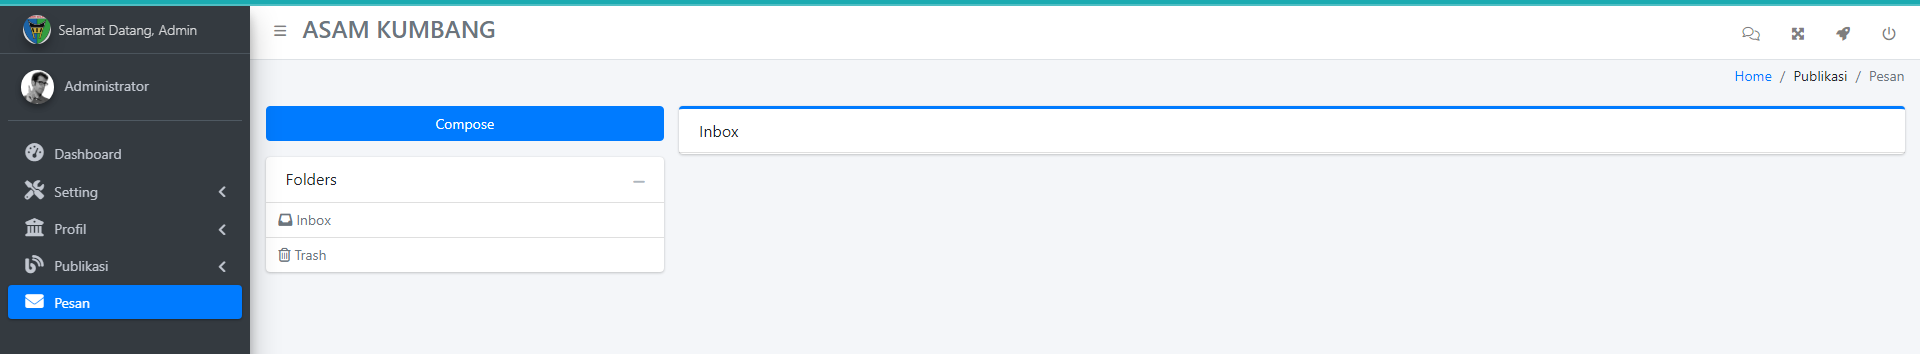 Selamat Datang, Admin
ASAM KUMBANG
Administrator
Home / Publikasi / Pesan
Dashboard
Setting
Profil
Publikasi
Pesan
Compose
Folders
Inbox
Trash
Inbox